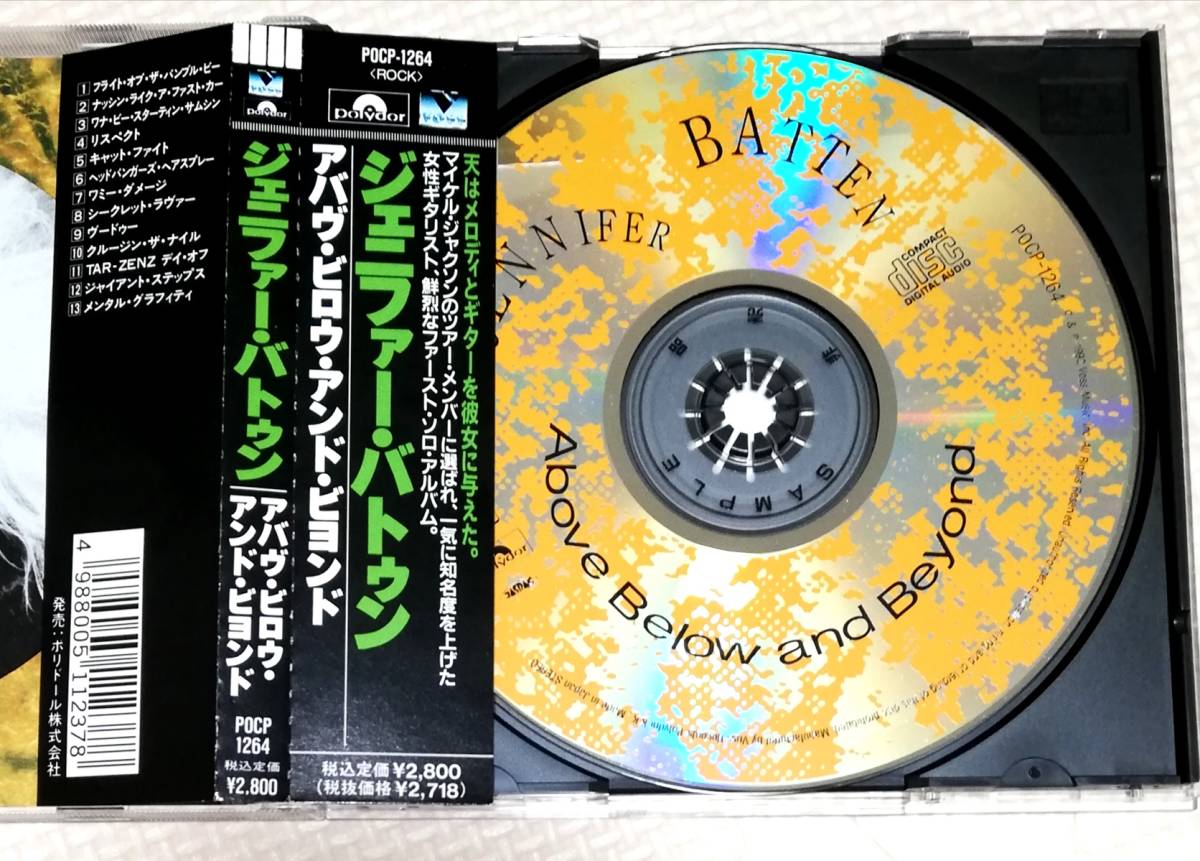 1 フライト・オブ・ザ・バンブル・ビー
2 ナッシン・ライク・ア・ファスト・カー
3 ワナ・ビー・スターティン・サムシン
4 リスペクト
5 キャット・ファイト
6 ヘッドバンガーズ・ヘアスプレー
7 ワミー・ダメージ
8 シークレット・ラヴァー
9 ヴードゥー
10 クルージン・ザ・ナイル
11 TAR-ZENZ デイ・オフ
12 ジャイアント・ステップス
13 メンタル・グラフィティ
4 988005 112378
発売:ポリドール株式会社
polydor
ジェニファー・バトゥン
アバヴ・ビロウ・
アンド・ビヨンド
POCP
1264
税込定価
¥2,800
POCP-1264
〈ROCK〉
polydor
天はメロディとギターを彼女に与えた。
マイケル・ジャクソンのツアー・メンバーに選ばれ、一気に知名度を上げた
女性ギタリスト、鮮烈なファースト・ソロ・アルバム。
ジェニファー・バトゥン
アバヴ・ビロウ・アンド・ビヨンド
税込定価¥2,800
(税抜価格¥2,718)
BATTEN
COMPACT
disc
DIGITAL AUDIO
POCP-1264
非売品
SAMPLE
Above Below and Beyond
polydor
JASRAC